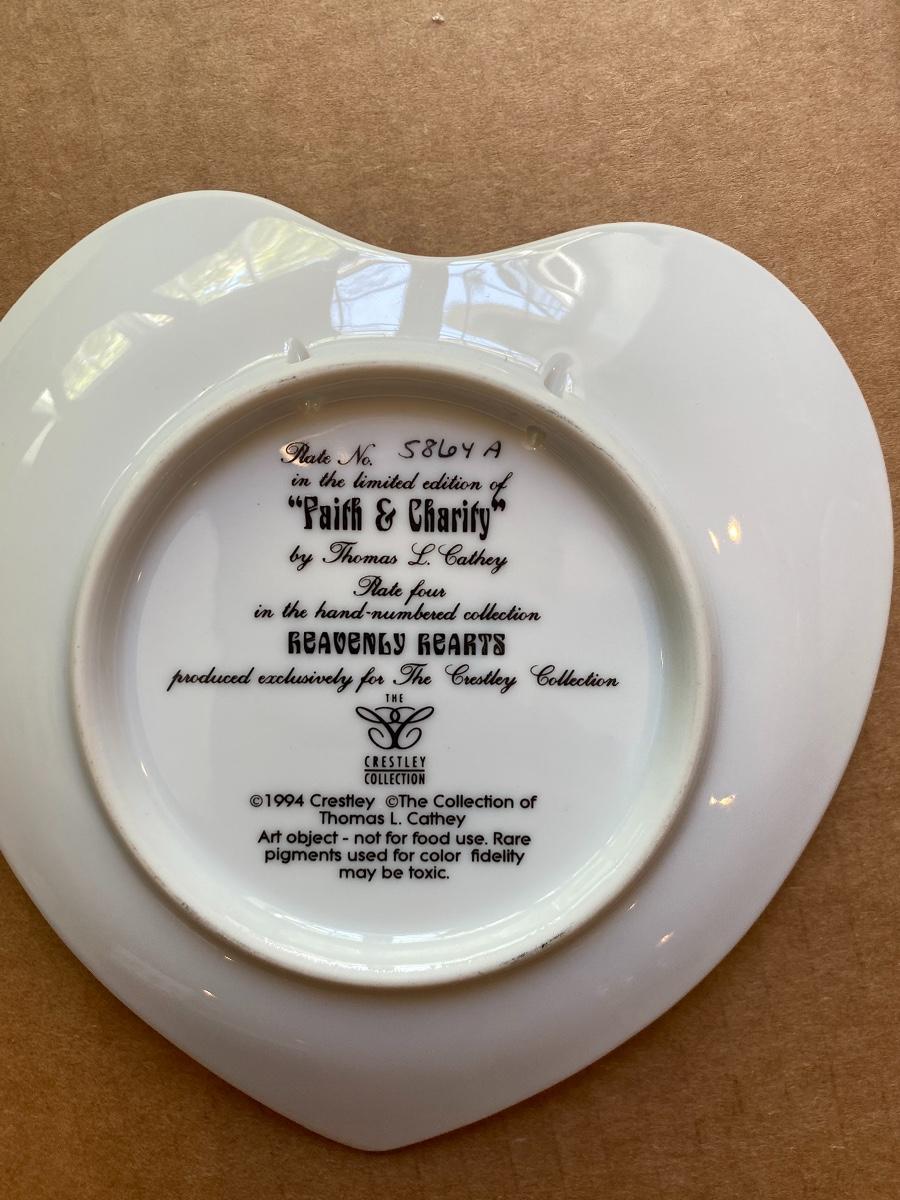 Plate No. 5864 A
in the limited edition of
“Faith & Charity”
by Thomas L. Cathey
Plate four
in the hand-numbered collection
HEAVENLY HEARTS
produced exclusively for The Crestley Collection
THE
CRESTLEY
COLLECTION
©1994 Crestley ©The Collection of
Thomas L. Cathey
Art object - not for food use. Rare
pigments used for color fidelity
may be toxic.